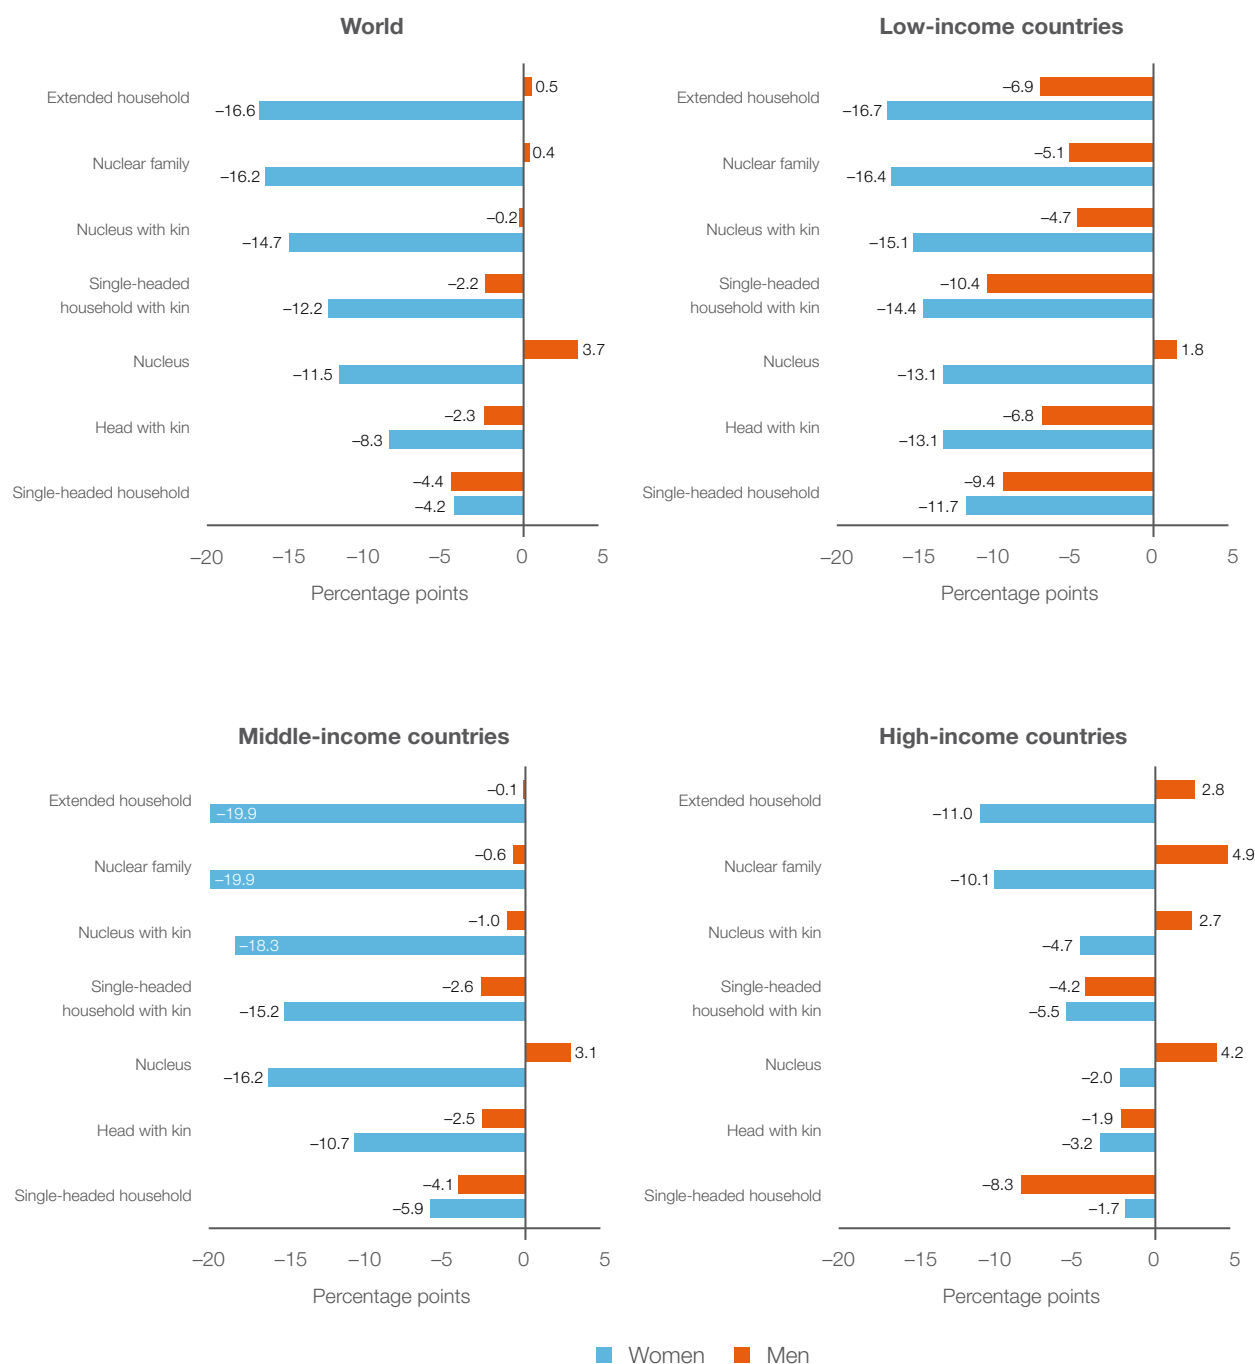 World
Extended household
0.5
−16.6
Nuclear family
0.4
−16.2
Nucleus with kin
−0.2
−14.7
Single-headed
household with kin
−2.2
−12.2
Nucleus
3.7
−11.5
Head with kin
−2.3
−8.3
Single-headed household
−4.4
−4.2
−20 −15 −10 −5 0 5
Percentage points
Low-income countries
Extended household
−6.9
−16.7
Nuclear family
−5.1
−16.4
Nucleus with kin
−4.7
−15.1
Single-headed
household with kin
−10.4
−14.4
Nucleus
1.8
−13.1
Head with kin
−6.8
−13.1
Single-headed household
−9.4
−11.7
−20 −15 −10 −5 0 5
Percentage points
Middle-income countries
Extended household
−0.1
−19.9
Nuclear family
−0.6
−19.9
Nucleus with kin
−1.0
−18.3
Single-headed
household with kin
−2.6
−15.2
Nucleus
3.1
−16.2
Head with kin
−2.5
−10.7
Single-headed household
−4.1
−5.9
−20 −15 −10 −5 0 5
Percentage points
High-income countries
Extended household
2.8
−11.0
Nuclear family
4.9
−10.1
Nucleus with kin
2.7
−4.7
Single-headed
household with kin
−4.2
−5.5
Nucleus
4.2
−2.0
Head with kin
−1.9
−3.2
Single-headed household
−8.3
−1.7
−20 −15 −10 −5 0 5
Percentage points
Women Men